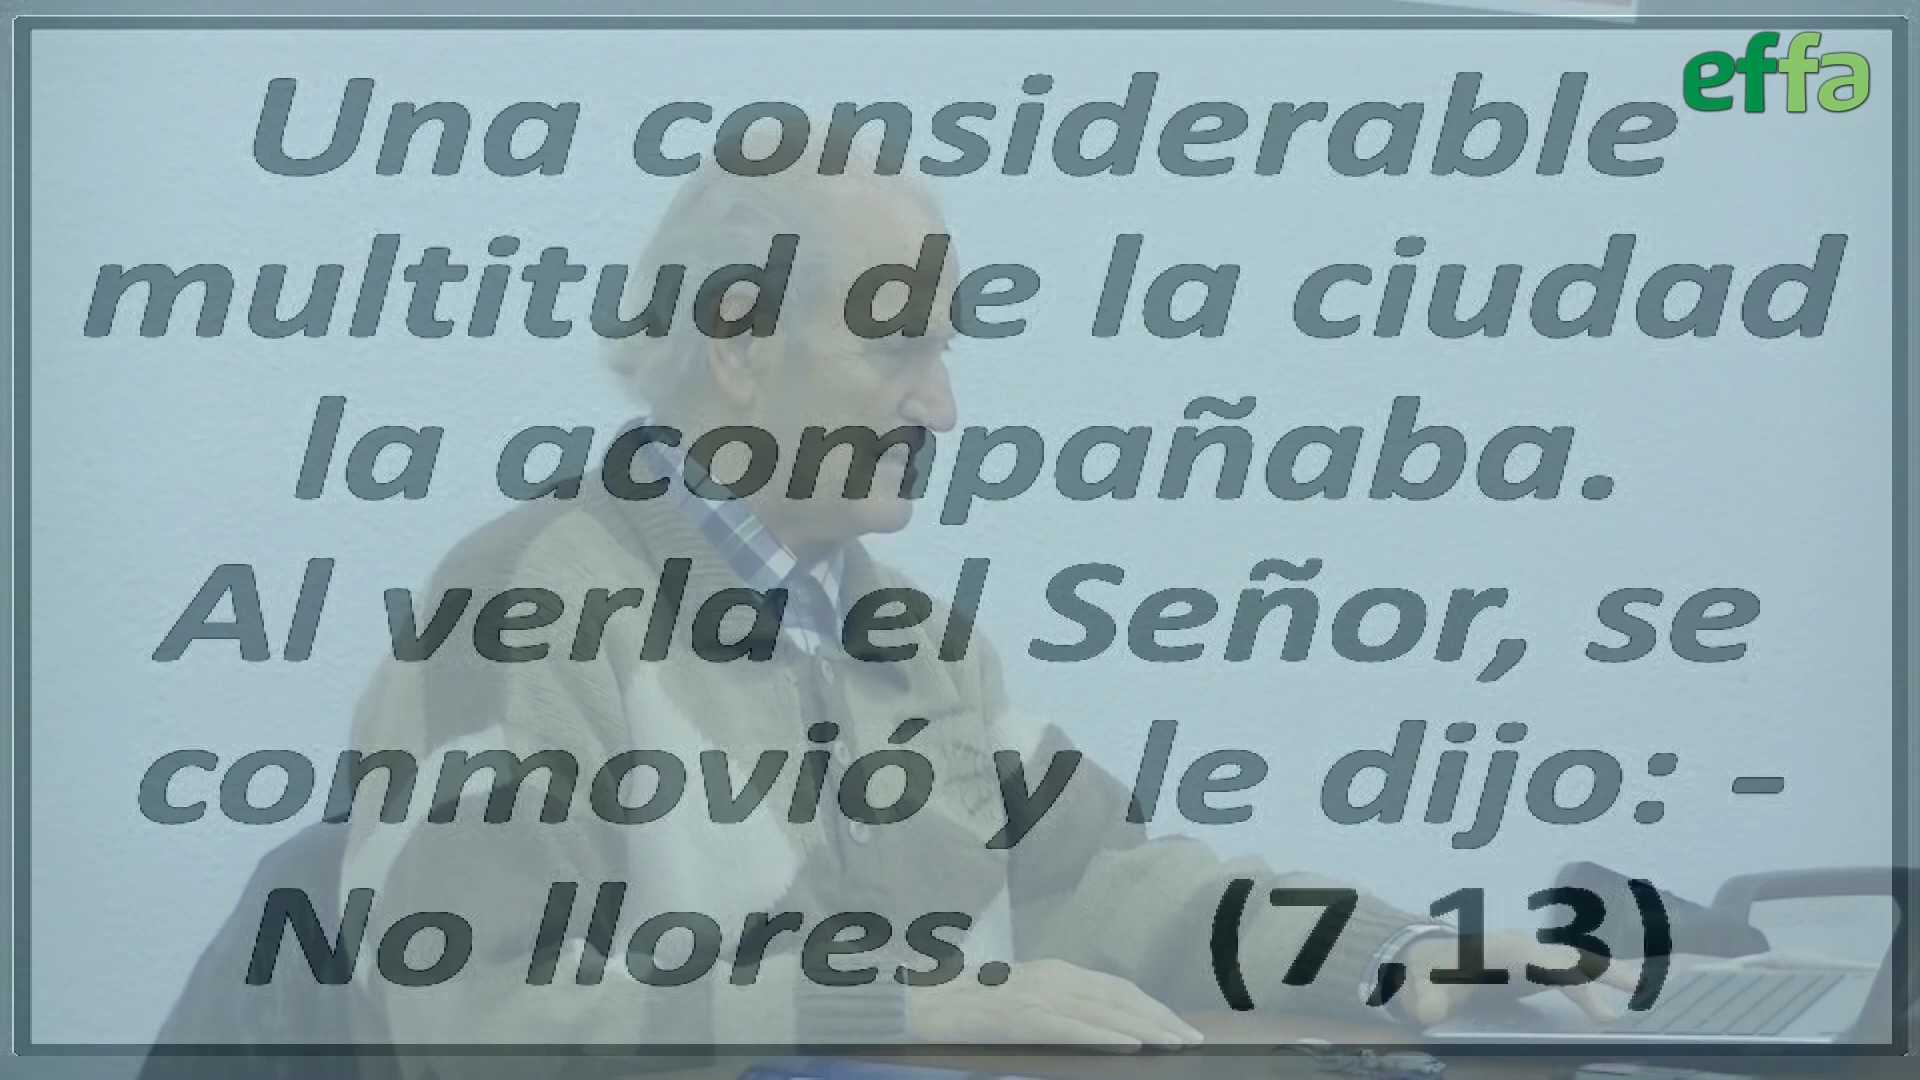 effa
Una considerable
multitud de la ciudad
la acompañaba.
Al verla el Señor, se
conmovió y le dijo: -
No llores. (7,13)